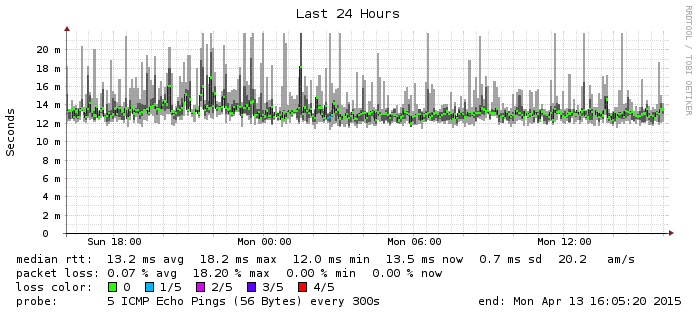 Last 24 Hours
RRDTOOL / TOBI OETIKER
Seconds
20 m
18 m
16 m
14 m
12 m
10 m
8 m
6 m
4 m
2 m
0
Sun 18:00 Mon 00:00 Mon 06:00 Mon 12:00
median rtt: 13.2 ms avg 18.2 ms max 12.0 ms min 13.5 ms now 0.7 ms sd 20.2 am/s
packet loss: 0.07 % avg 18.20 % max 0.00 % min 0.00 % now
loss color: 0 1/5 2/5 3/5 4/5
probe: 5 ICMP Echo Pings (56 Bytes) every 300s end: Mon Apr 13 16:05:20 2015